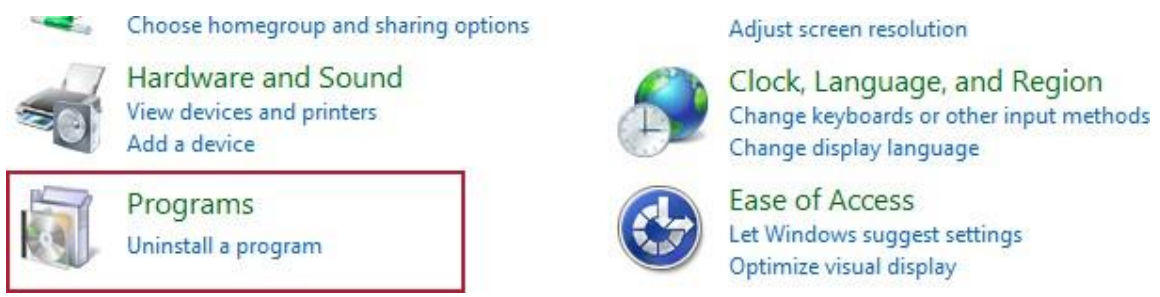 Choose homegroup and sharing options
Hardware and Sound
View devices and printers
Add a device
Programs
Uninstall a program
Adjust screen resolution
Clock, Language, and Region
Change keyboards or other input methods
Change display language
Ease of Access
Let Windows suggest settings
Optimize visual display